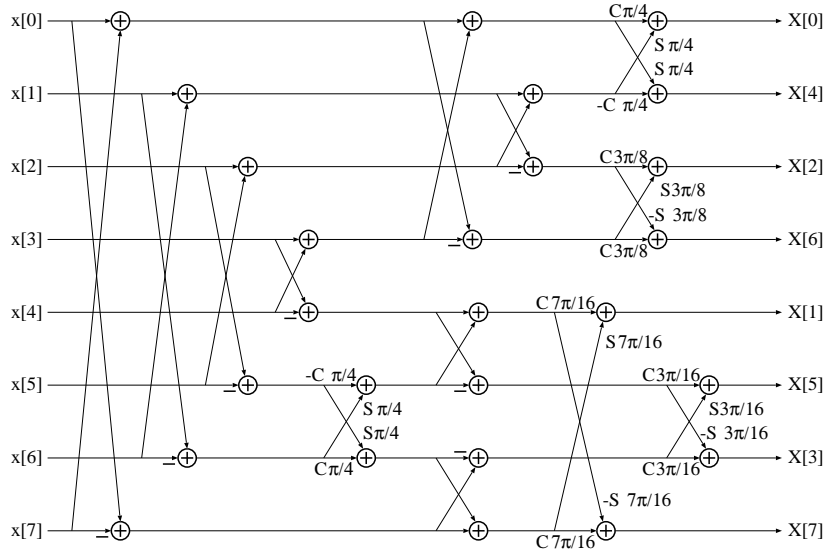 x[0] Cπ/4 X[0]
S π/4
S π/4
x[1] -C π/4 X[4]
x[2] C3π/8 X[2]
S3π/8
-S 3π/8
x[3] C3π/8 X[6]
x[4] C 7π/16 X[1]
S7π/16
x[5] -C π/4 C3π/16 X[5]
S π/4 S3π/16
Sπ/4 -S 3π/16
x[6] Cπ/4 C3π/16 X[3]
-S 7π/16
x[7] C 7π/16 X[7]